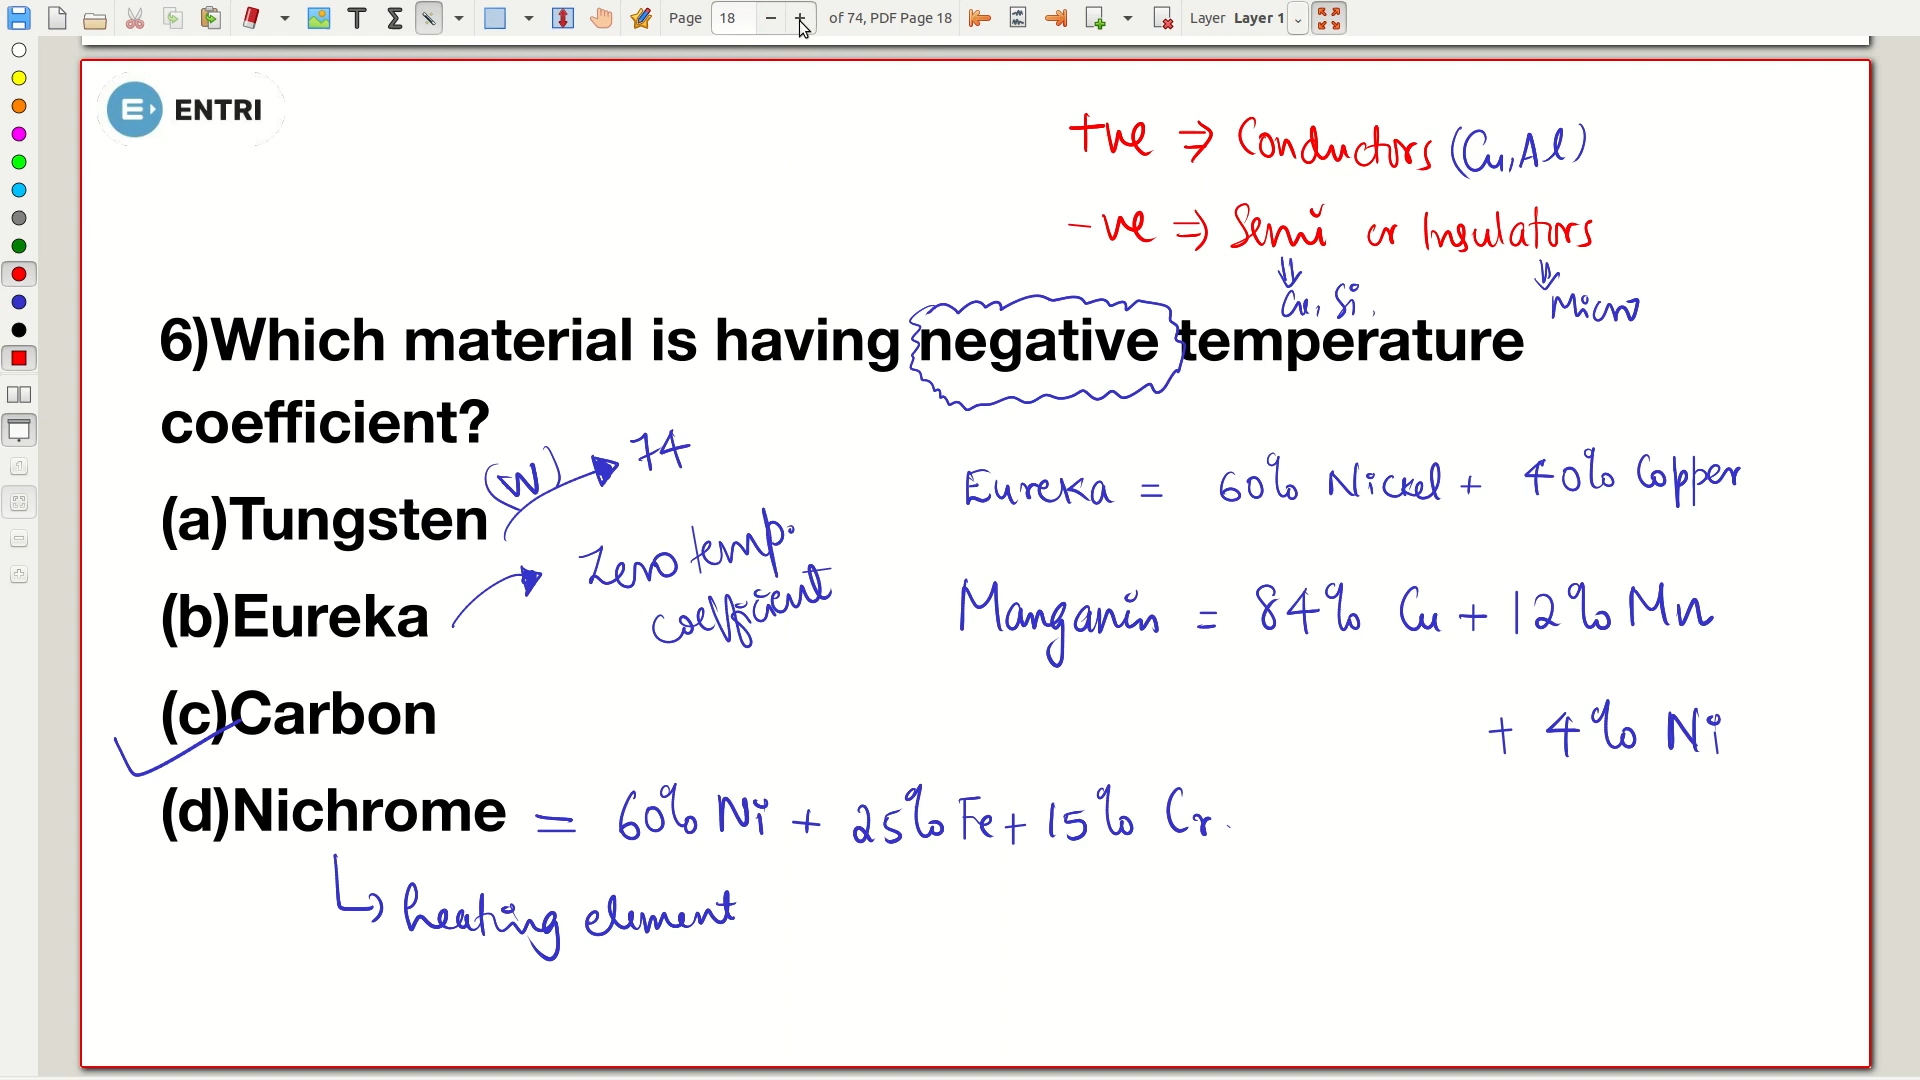 Page 18 of 74, PDF Page 18 Layer Layer 1
E ENTRI
+ve ⇒ Conductors (Cu, Al)
-ve ⇒ Semi or Insulators
Si.
6)Which material is having negative temperature
coefficient?
(W) 74
Eureka = 60% Nickel + 40% Copper
(a)Tungsten
Zero temp.
coefficient
(b)Eureka
Manganin = 84% Cu + 12% Mn
+ 4% Ni
(c)Carbon
(d)Nichrome = 60% Ni + 25% Fe + 15% Cr.
heating element